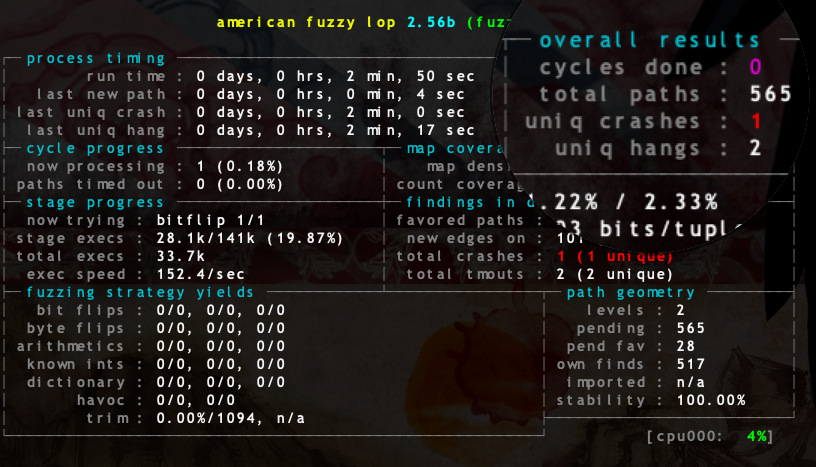 american fuzzy lop 2.56b (fuz
process timing
run time : 0 days, 0 hrs, 2 min, 50 sec
last new path : 0 days, 0 hrs, 0 min, 4 sec
last uniq crash : 0 days, 0 hrs, 2 min, 0 sec
last uniq hang : 0 days, 0 hrs, 2 min, 17 sec
overall results
cycles done : 0
total paths : 565
uniq crashes : 1
uniq hangs : 2
cycle progress
now processing : 1 (0.18%)
paths timed out : 0 (0.00%)
map covera
map densi
count coverag
.22% / 2.33%
bits/tuple
stage progress
now trying : bitflip 1/1
stage execs : 28.1k/141k (19.87%)
total execs : 33.7k
exec speed : 152.4/sec
findings in d
favored paths :
new edges on : 101
total crashes : 1 (1 unique)
total tmouts : 2 (2 unique)
fuzzing strategy yields
bit flips : 0/0, 0/0, 0/0
byte flips : 0/0, 0/0, 0/0
arithmetics : 0/0, 0/0, 0/0
known ints : 0/0, 0/0, 0/0
dictionary : 0/0, 0/0, 0/0
havoc : 0/0, 0/0
trim : 0.00%/1094, n/a
path geometry
levels : 2
pending : 565
pend fav : 28
own finds : 517
imported : n/a
stability : 100.00%
[cpu000: 4%]